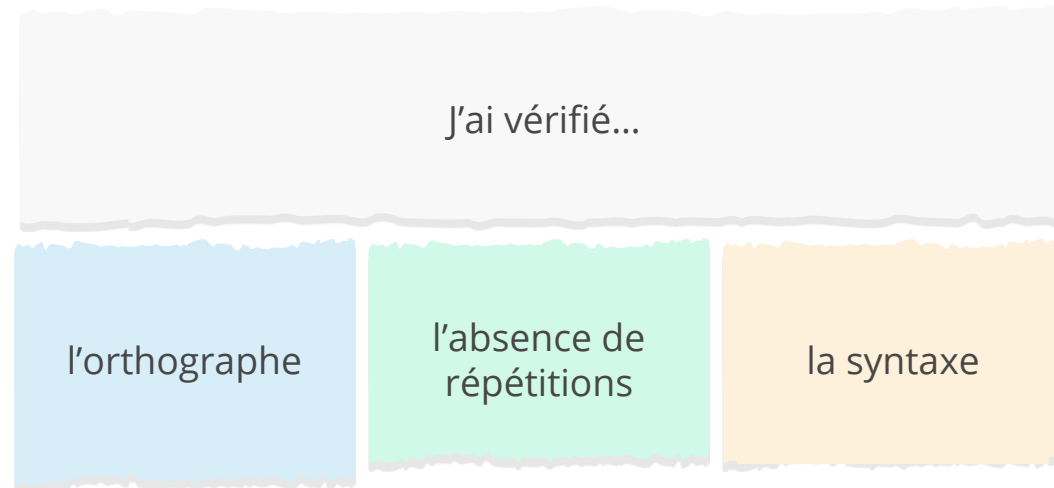 J’ai vérifié…
l’orthographe
l’absence de
répétitions
la syntaxe